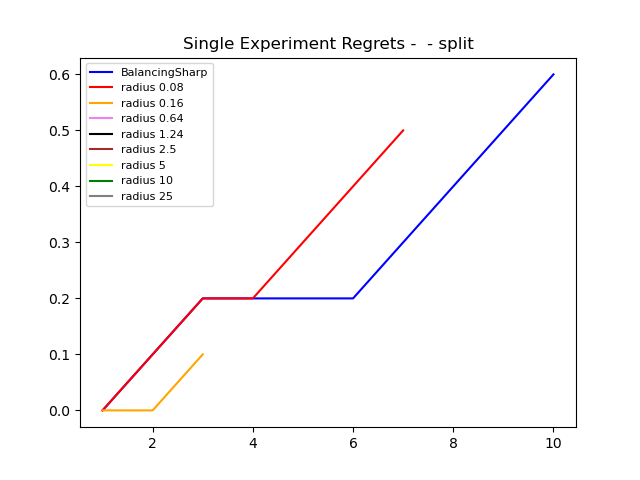 Single Experiment Regrets -  - split
BalancingSharp
radius 0.08
radius 0.16
radius 0.64
radius 1.24
radius 2.5
radius 5
radius 10
radius 25
0.6
0.5
0.4
0.3
0.2
0.1
0.0
2 4 6 8 10